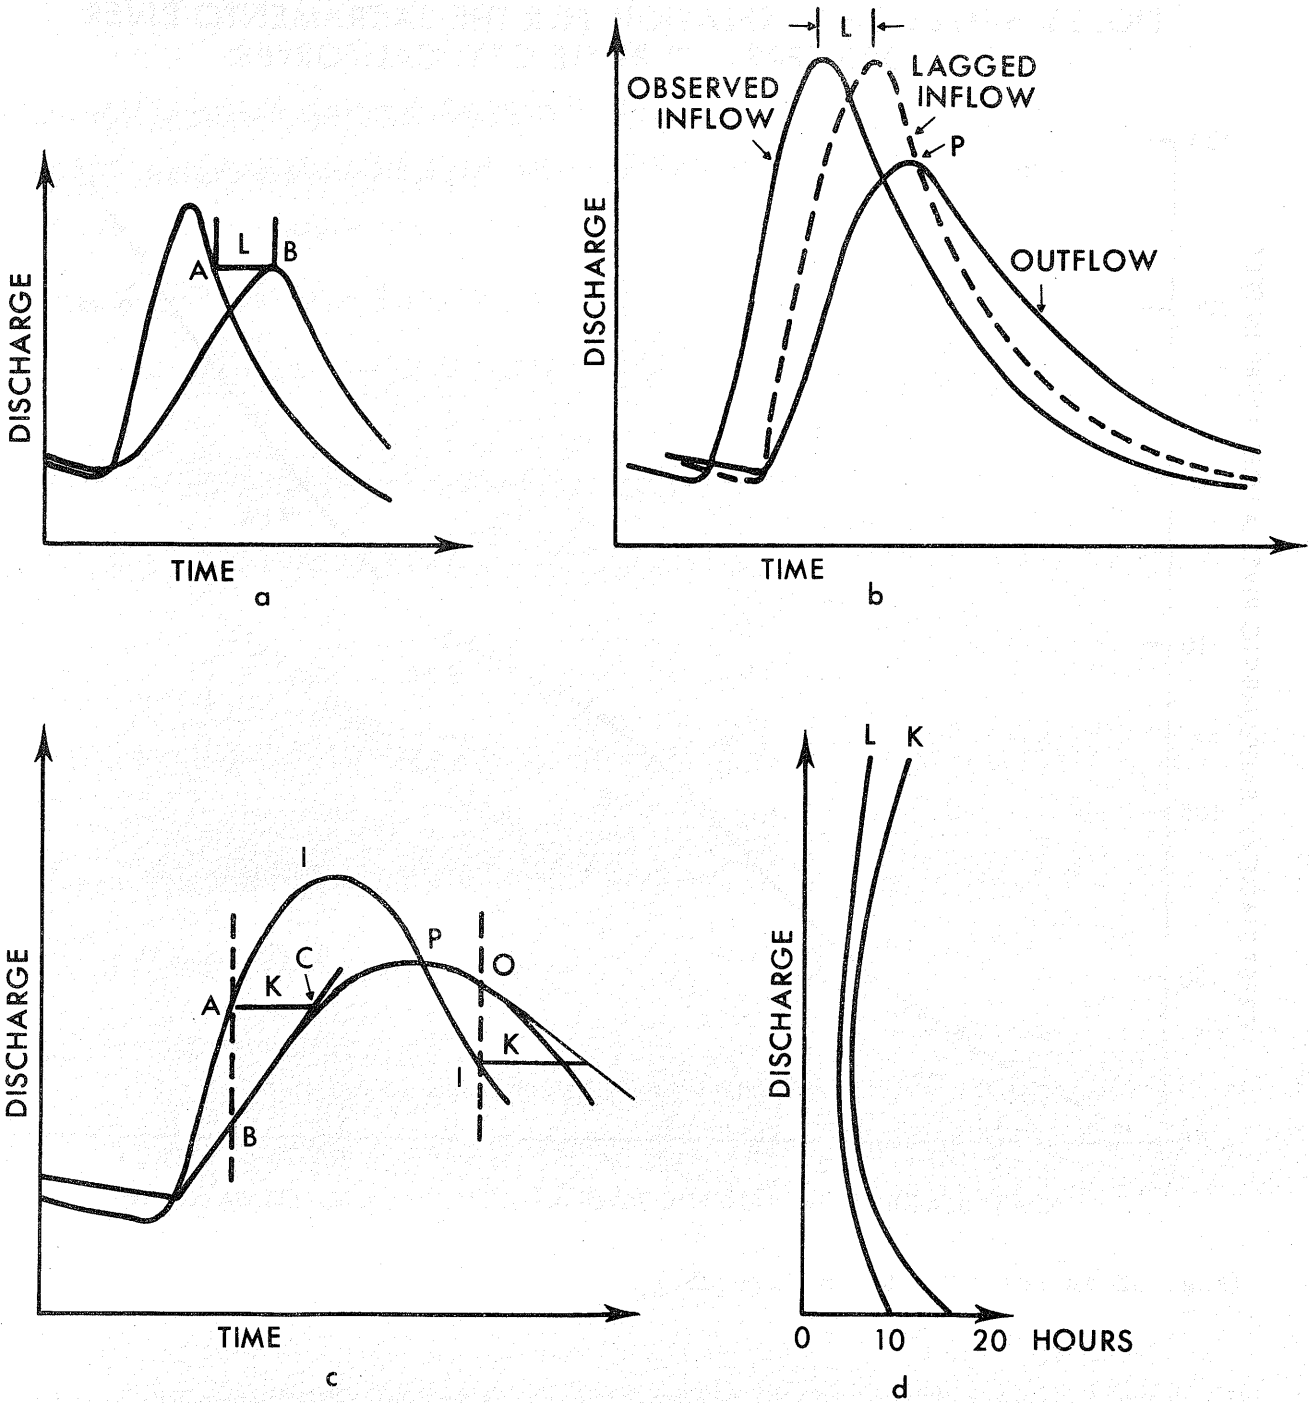 L
B
A
DISCHARGE
TIME
a
L
OBSERVED
INFLOW
LAGGED
INFLOW
P
OUTFLOW
DISCHARGE
TIME
b
I
P
C
O
K
A
K
I
B
DISCHARGE
TIME
c
L K
DISCHARGE
0 10 20 HOURS
d